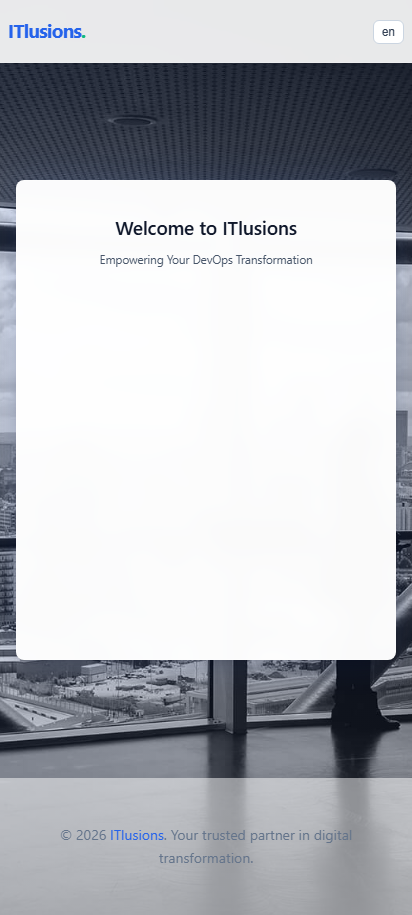 ITlusions.
en
Welcome to ITlusions
Empowering Your DevOps Transformation
© 2026 ITlusions. Your trusted partner in digital
transformation.